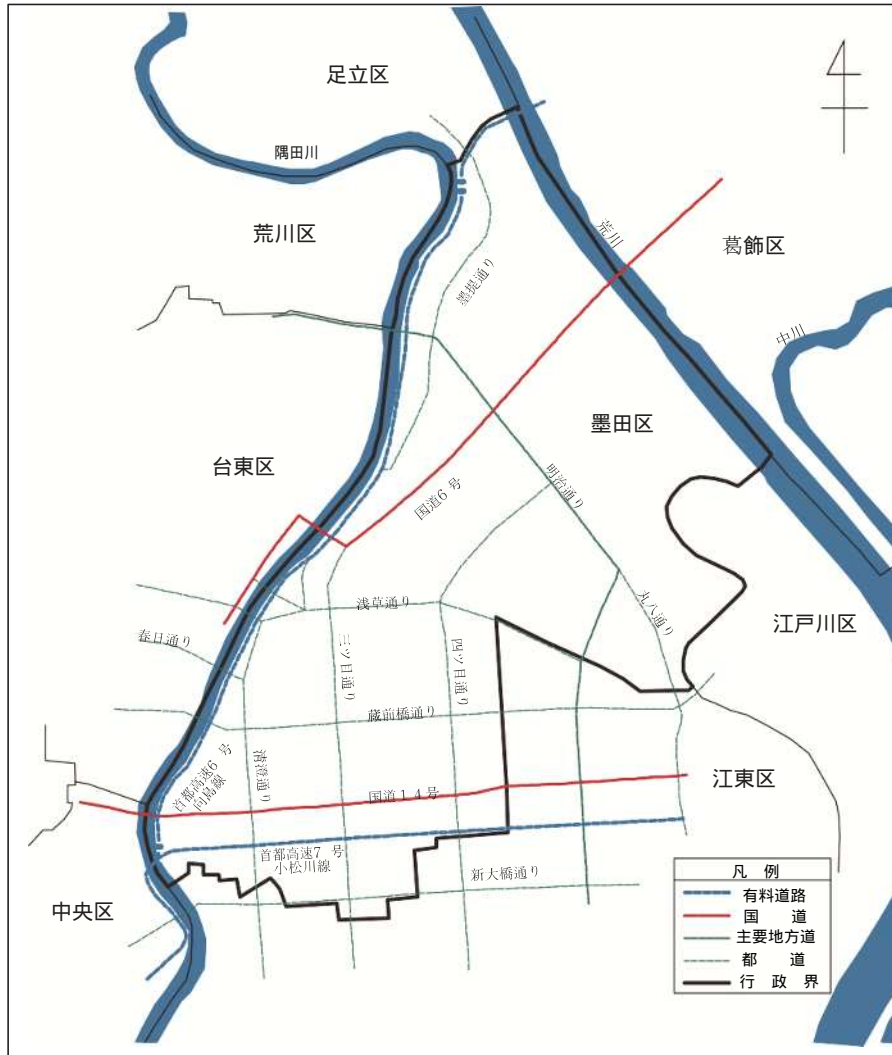 足立区
隅田川
荒川区
荒川
葛飾区
墨提通り
中川
墨田区
台東区
明治通り
国道6号
浅草通り
丸八通り
江戸川区
春日通り
三ツ目通り
四ツ目通り
蔵前橋通り
首都高速6号
向島線
清澄通り
国道14号
江東区
首都高速7号
小松川線
新大橋通り
中央区
凡 例
有料道路
国 道
主要地方道
都 道
行 政 界